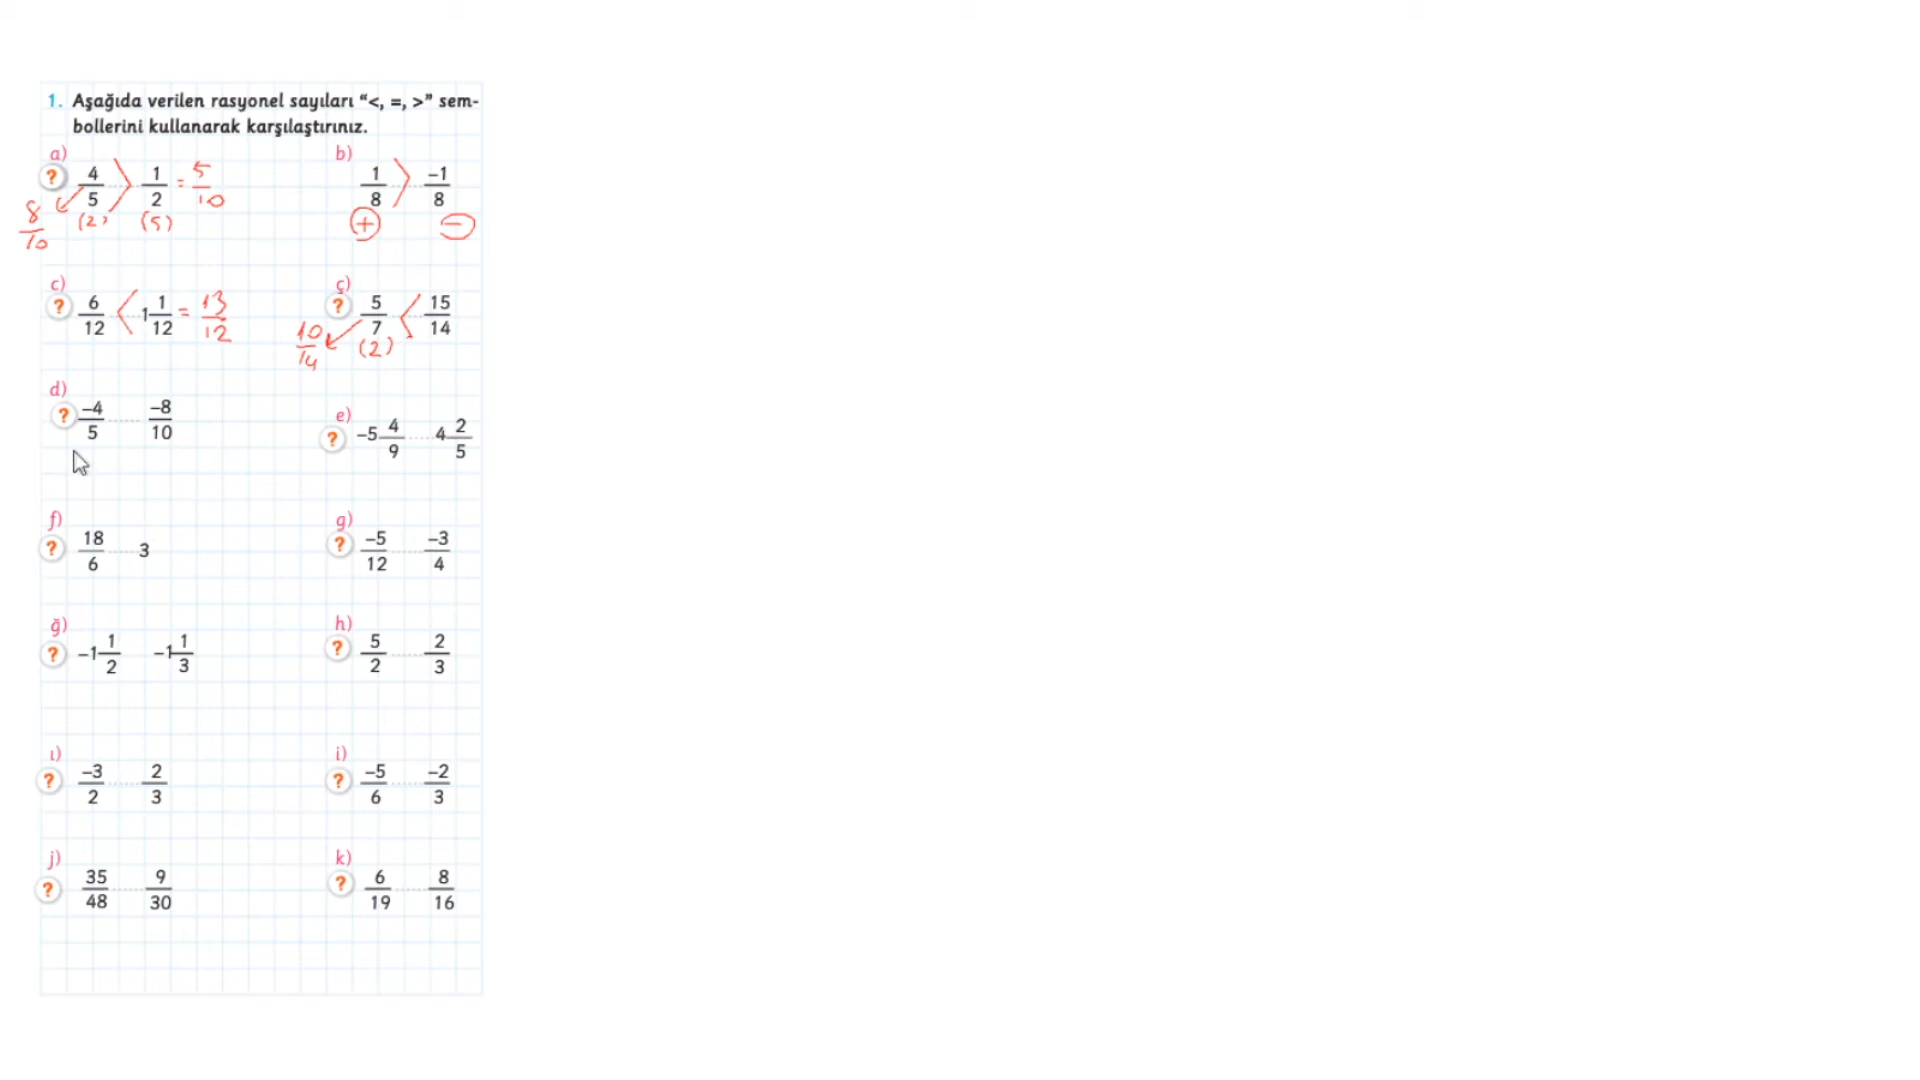 1. Aşağıda verilen rasyonel sayıları “<, =, >” sem-
bollerini kullanarak karşılaştırınız.
a) ? 4/5 > 1/2 = 5/10
8/10 (2) (5)
b) 1/8 > -1/8
+ -
c) ? 6/12 < 1 1/12 = 13/12
ç) ? 5/7 < 15/14
10/14 (2)
d) ? -4/5 ...... -8/10
e) ? -5 4/9 ...... 4 2/5
f) ? 18/6 ...... 3
g) ? -5/12 ...... -3/4
ğ) ? -1 1/2 -1 1/3
h) ? 5/2 ...... 2/3
ı) ? -3/2 ...... 2/3
i) ? -5/6 ...... -2/3
j) ? 35/48 ...... 9/30
k) ? 6/19 ...... 8/16